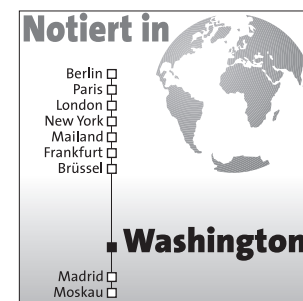 Notiert in
Berlin
Paris
London
New York
Mailand
Frankfurt
Brüssel
Washington
Madrid
Moskau